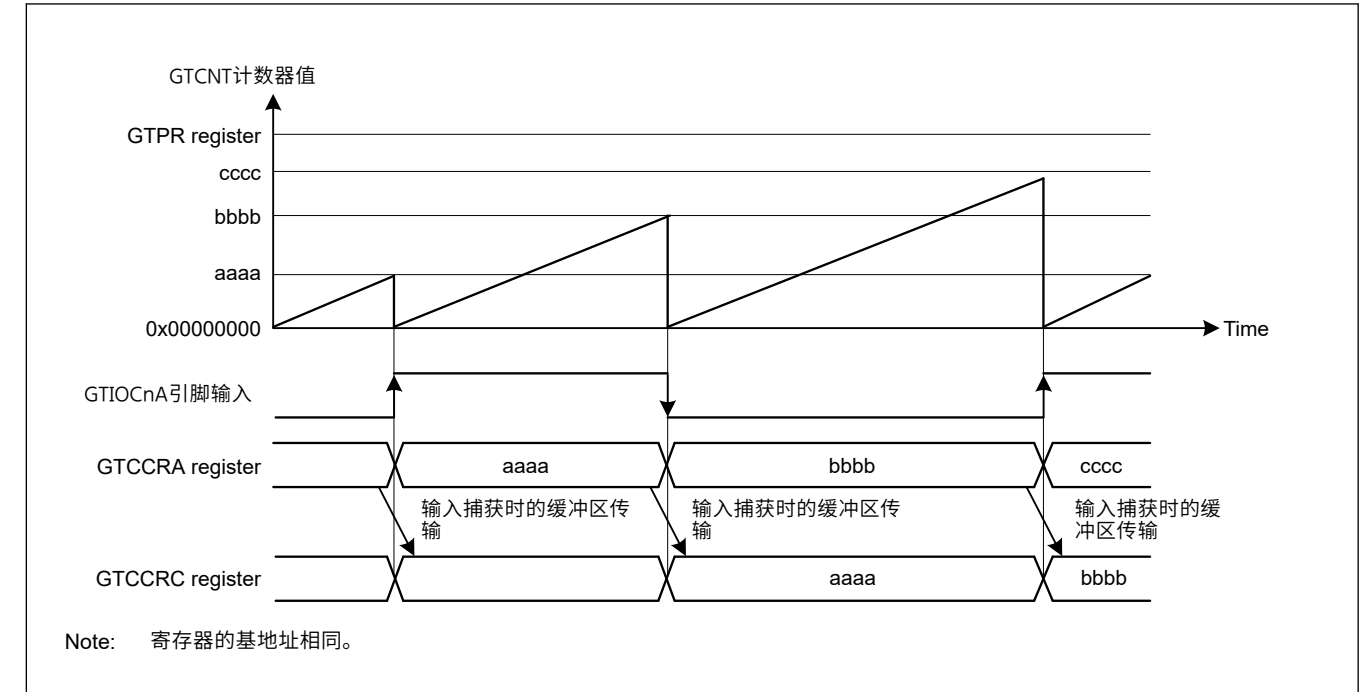 GTCNT计数器值
GTPR register
cccc
bbbb
aaaa
0x00000000
Time
GTIOCnA引脚输入
GTCCRA register
aaaa
bbbb
cccc
输入捕获时的缓冲区传
输
输入捕获时的缓冲区传
输
输入捕获时的缓
冲区传输
GTCCRC register
aaaa
bbbb
Note: 寄存器的基地址相同。